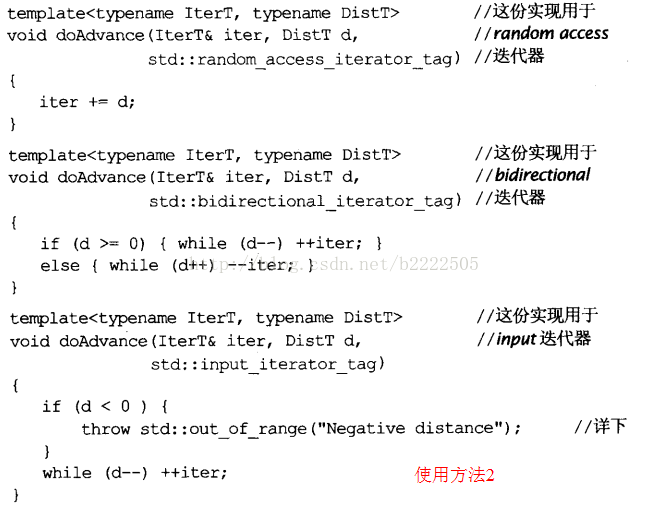 template<typename IterT, typename DistT> //这份实现用于
void doAdvance(IterT& iter, DistT d, //random access
std::random_access_iterator_tag) //迭代器
{
iter += d;
}
template<typename IterT, typename DistT> //这份实现用于
void doAdvance(IterT& iter, DistT d, //bidirectional
std::bidirectional_iterator_tag) //迭代器
{
if (d >= 0) { while (d--) ++iter; }
else { while (d++) --iter; }
http://blog.csdn.net/b2222505
}
template<typename IterT, typename DistT> //这份实现用于
void doAdvance(IterT& iter, DistT d, //input 迭代器
std::input_iterator_tag)
{
if (d < 0 ) {
throw std::out_of_range("Negative distance"); //详下
}
while (d--) ++iter;
使用方法2
}